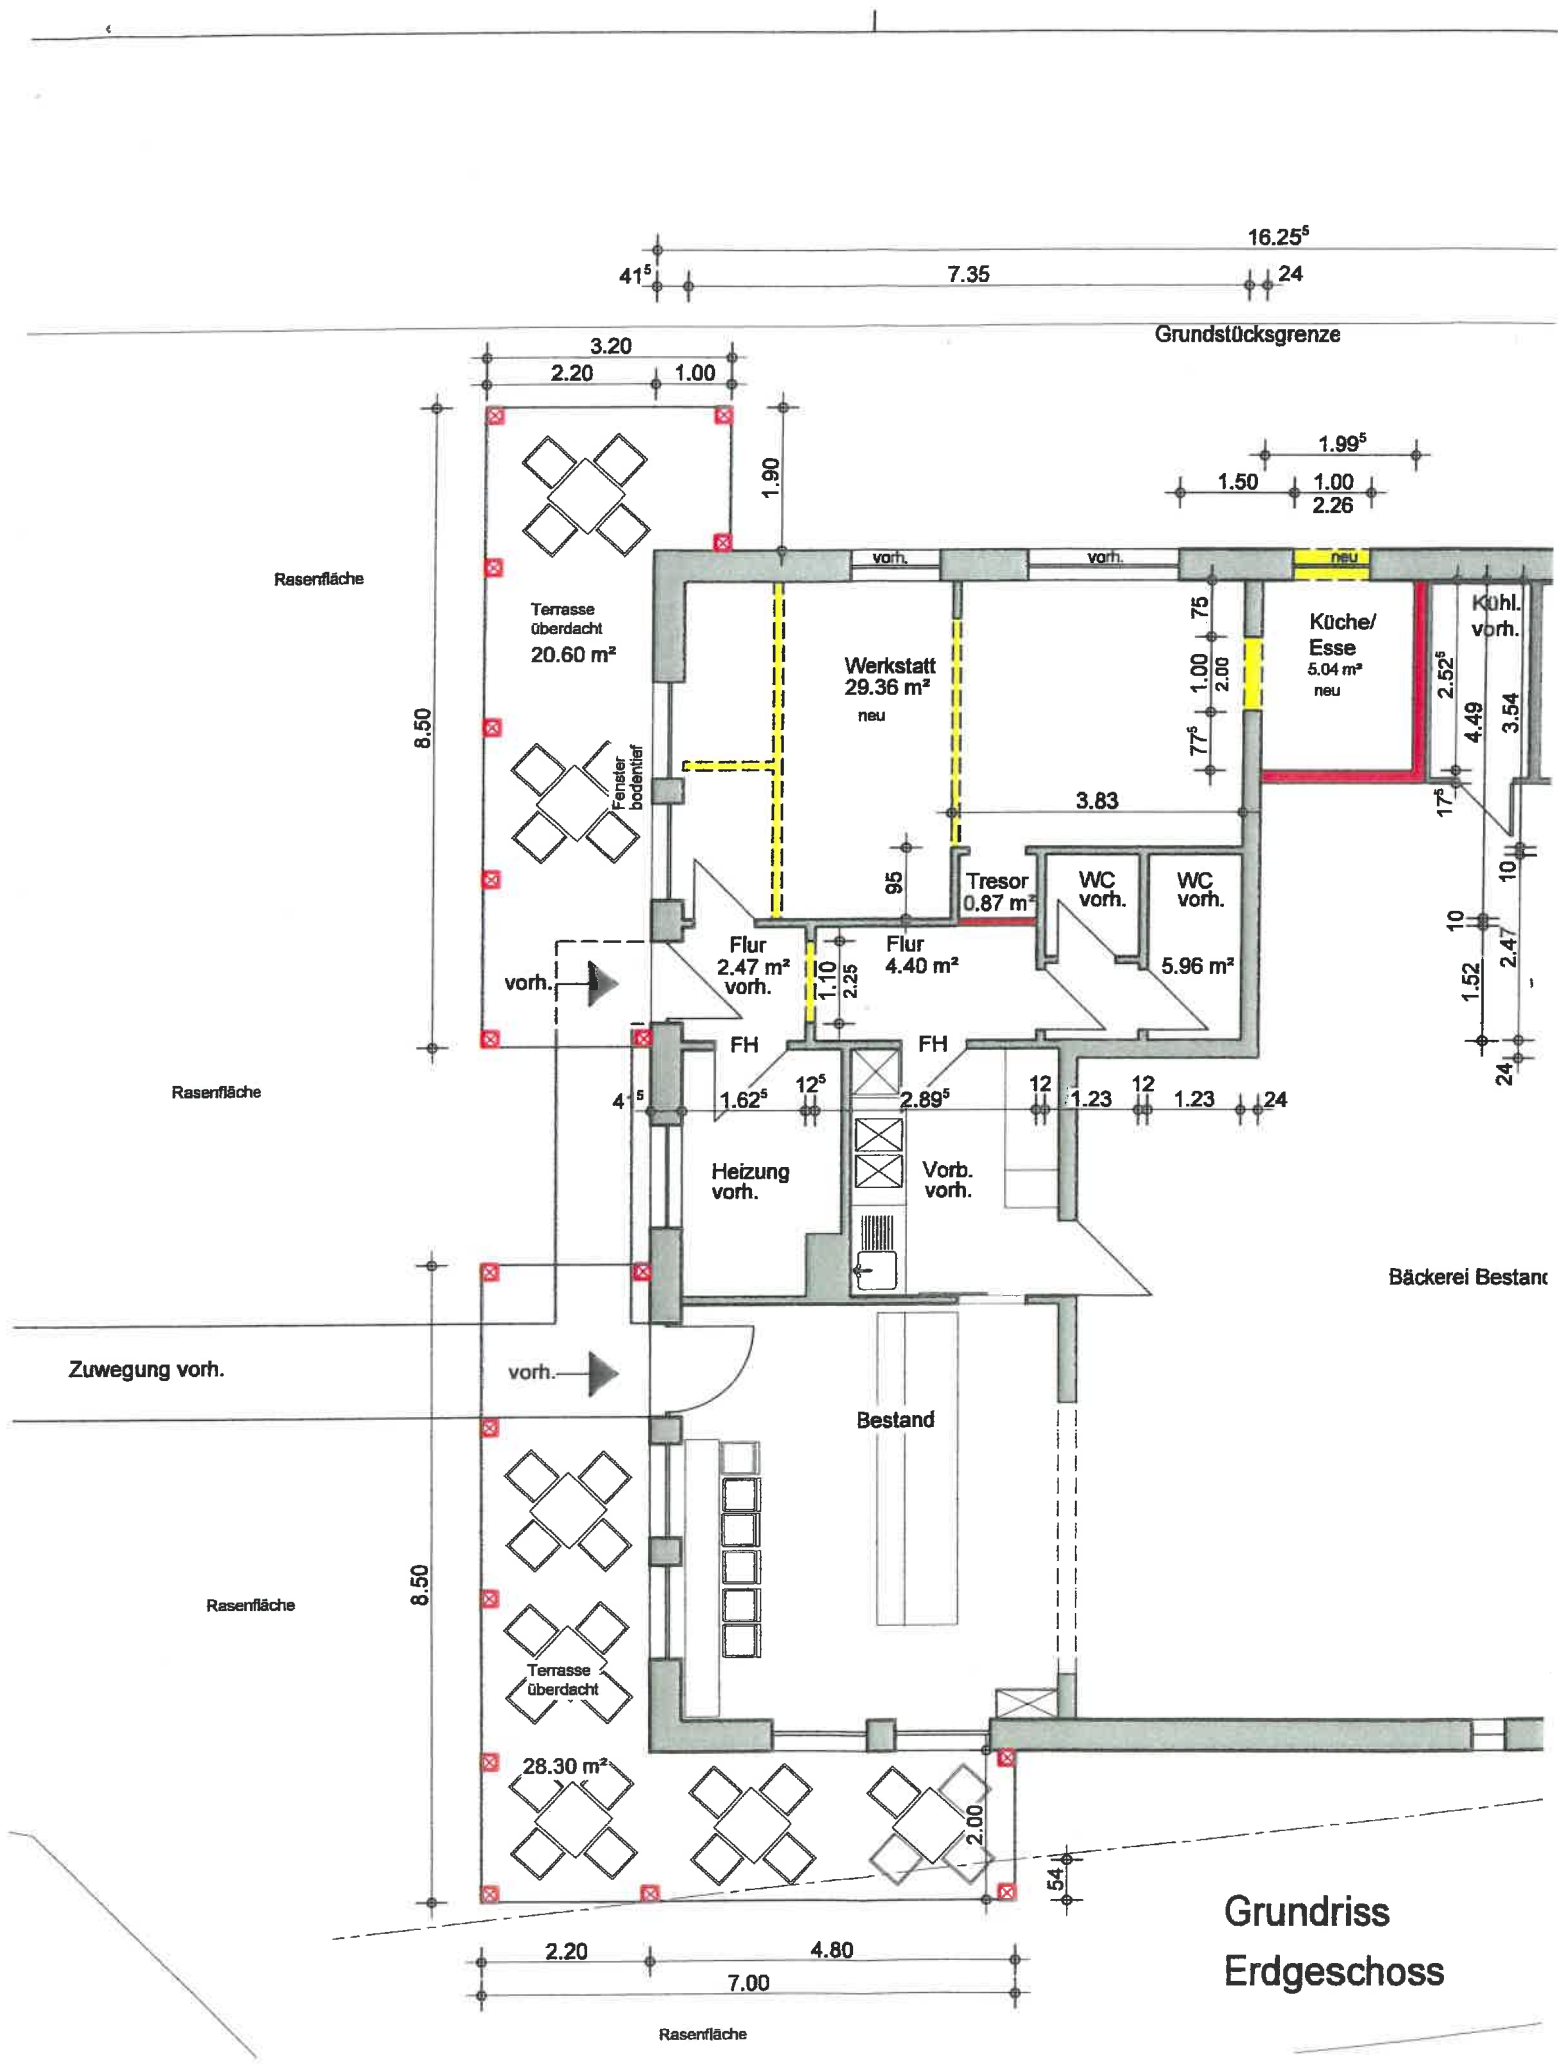 16.25⁵
41⁵
7.35
24
Grundstücksgrenze
3.20
2.20
1.00
1.99⁵
1.50
1.00
2.26
1.90
vorh.
vorh.
neu
Rasenfläche
Terrasse
überdacht
20.60 m²
Werkstatt
29.36 m²
neu
75
1.00
2.00
77⁵
Küche/
Esse
5.04 m²
neu
Kühl.
vorh.
2.52⁵
4.49
3.54
17⁵
8.50
Fenster
bodentief
3.83
95
Tresor
0.87 m²
WC
vorh.
WC
vorh.
5.96 m²
10
10
2.47
1.52
24
Flur
2.47 m²
vorh.
1.10
2.25
Flur
4.40 m²
vorh.
FH
FH
Rasenfläche
1.62⁵
12⁵
2.89⁵
12
1.23
12
1.23
24
Heizung
vorh.
Vorb.
vorh.
Bäckerei Bestand
Zuwegung vorh.
vorh.
Bestand
8.50
Rasenfläche
Terrasse
überdacht
28.30 m²
2.00
54
Grundriss
Erdgeschoss
2.20
4.80
7.00
Rasenfläche